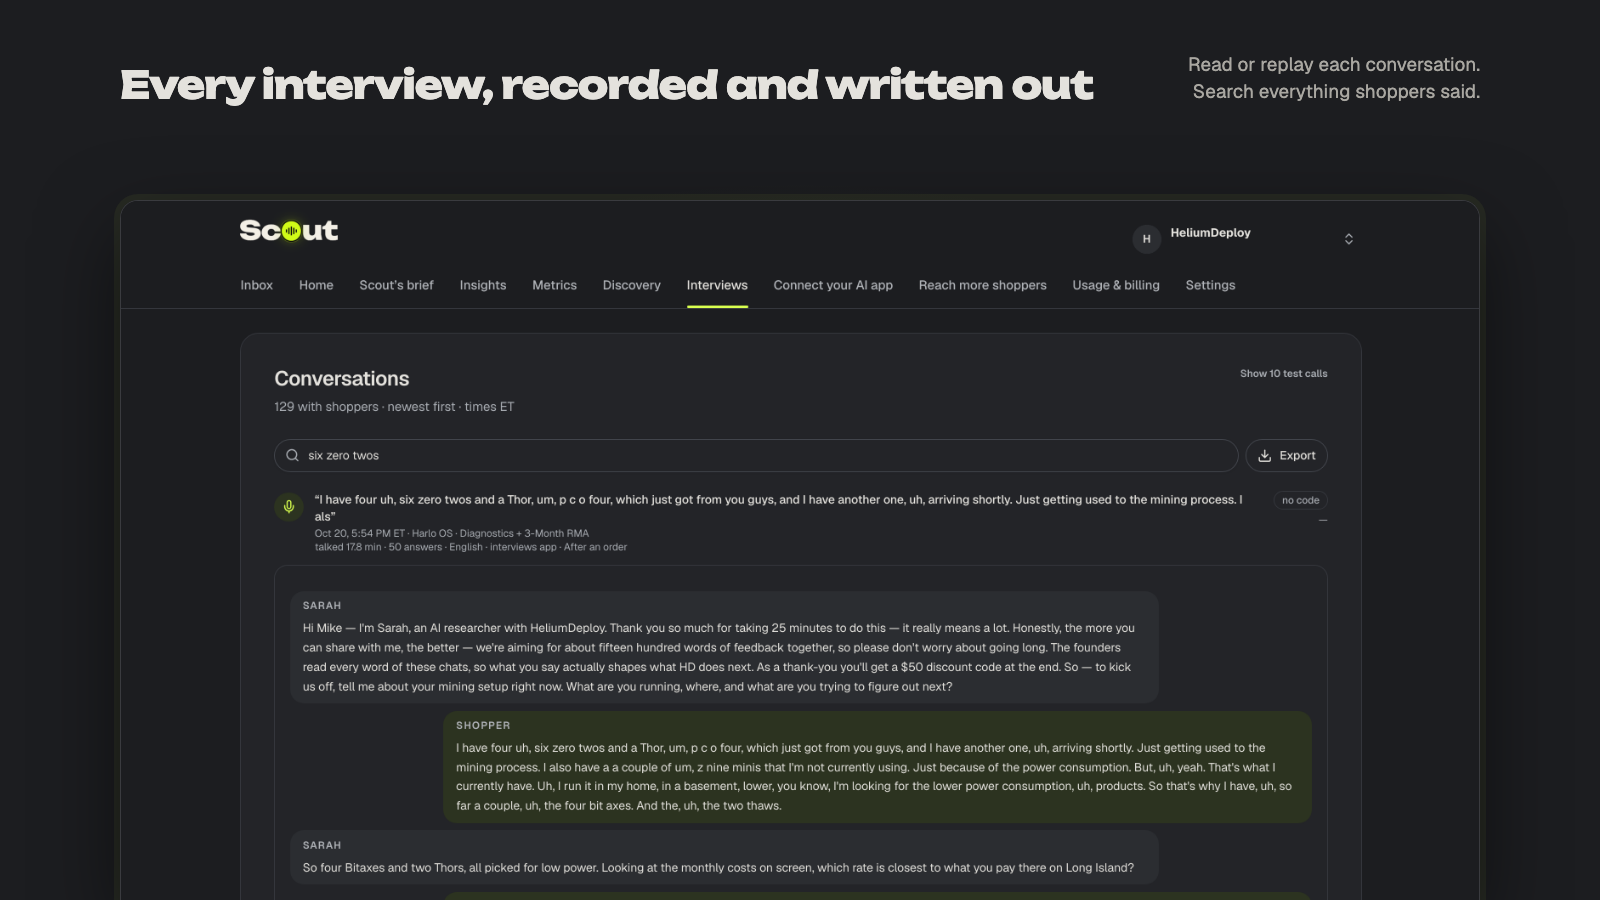 Every interview, recorded and written out
Read or replay each conversation.
Search everything shoppers said.
Scout
H
HeliumDeploy
Inbox Home Scout's brief Insights Metrics Discovery Interviews Connect your AI app Reach more shoppers Usage & billing Settings
Conversations
Show 10 test calls
129 with shoppers · newest first · times ET
six zero twos
Export
“I have four uh, six zero twos and a Thor, um, p c o four, which just got from you guys, and I have another one, uh, arriving shortly. Just getting used to the mining process. I
als”
no code
—
Oct 20, 5:54 PM ET · Harlo OS · Diagnostics + 3-Month RMA
talked 17.8 min · 50 answers · English · interviews app · After an order
SARAH
Hi Mike — I'm Sarah, an AI researcher with HeliumDeploy. Thank you so much for taking 25 minutes to do this — it really means a lot. Honestly, the more you
can share with me, the better — we're aiming for about fifteen hundred words of feedback together, so please don't worry about going long. The founders
read every word of these chats, so what you say actually shapes what HD does next. As a thank-you you'll get a $50 discount code at the end. So — to kick
us off, tell me about your mining setup right now. What are you running, where, and what are you trying to figure out next?
SHOPPER
I have four uh, six zero twos and a Thor, um, p c o four, which just got from you guys, and I have another one, uh, arriving shortly. Just getting used to the
mining process. I also have a a couple of um, z nine minis that I'm not currently using. Just because of the power consumption. But, uh, yeah. That's what I
currently have. Uh, I run it in my home, in a basement, lower, you know, I'm looking for the lower power consumption, uh, products. So that's why I have, uh, so
far a couple, uh, the four bit axes. And the, uh, the two thaws.
SARAH
So four Bitaxes and two Thors, all picked for low power. Looking at the monthly costs on screen, which rate is closest to what you pay there on Long Island?